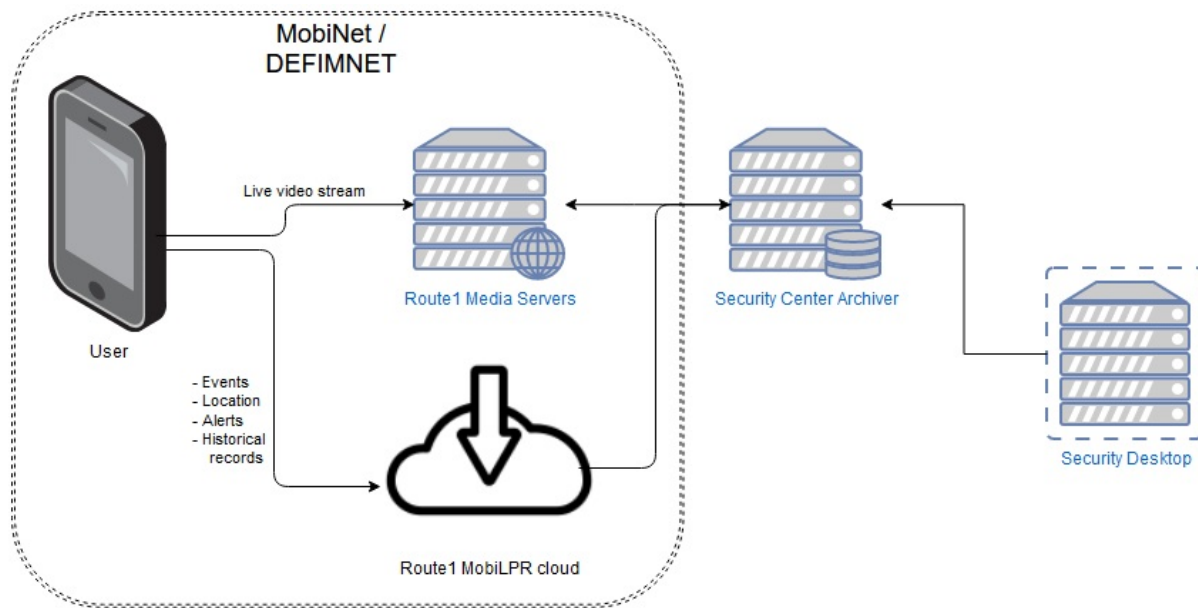 MobiNet /
DEFIMNET
Live video stream
Route1 Media Servers
Security Center Archiver
User
- Events
- Location
- Alerts
- Historical
records
Security Desktop
Route1 MobiLPR cloud